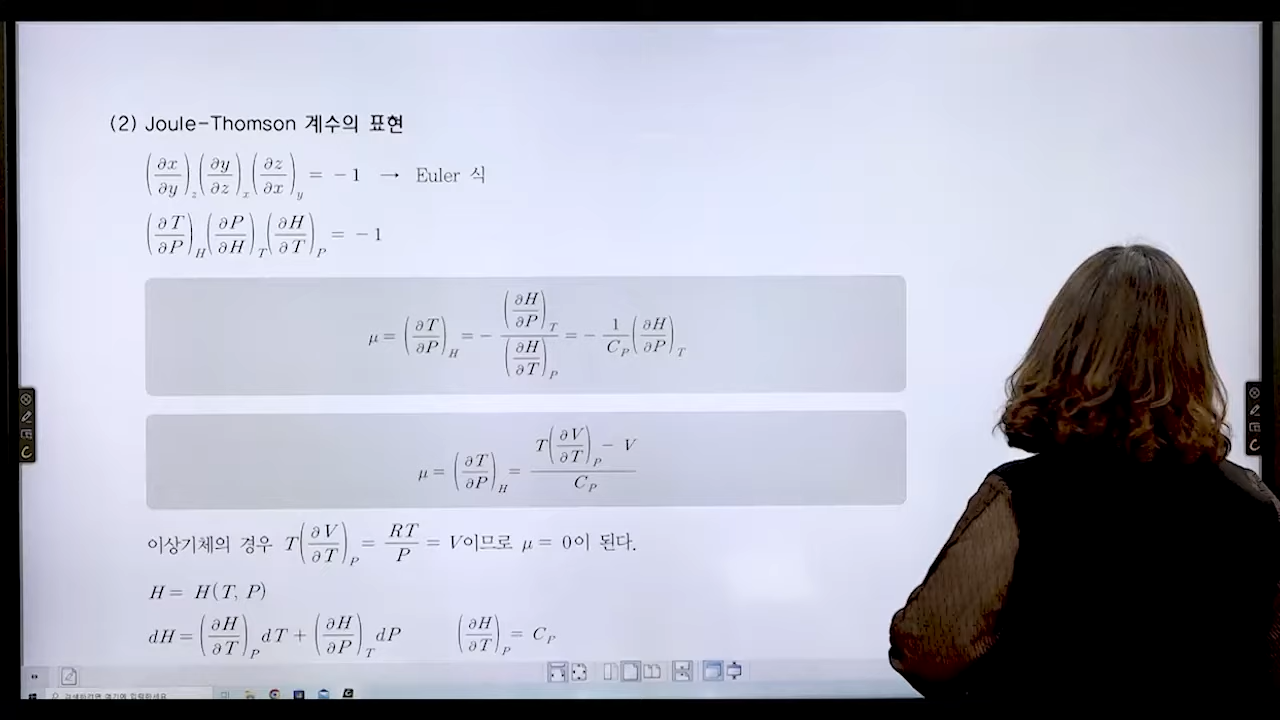 (2) Joule-Thomson 계수의 표현
(∂x/∂y)_z (∂y/∂z)_x (∂z/∂x)_y = -1 → Euler 식
(∂T/∂P)_H (∂P/∂H)_T (∂H/∂T)_P = -1
μ = (∂T/∂P)_H = - (∂H/∂P)_T / (∂H/∂T)_P = - 1/C_P (∂H/∂P)_T
μ = (∂T/∂P)_H = (T(∂V/∂T)_P - V) / C_P
이상기체의 경우 T(∂V/∂T)_P = RT/P = V이므로 μ = 0이 된다.
H = H(T, P)
dH = (∂H/∂T)_P dT + (∂H/∂P)_T dP (∂H/∂T)_P = C_P